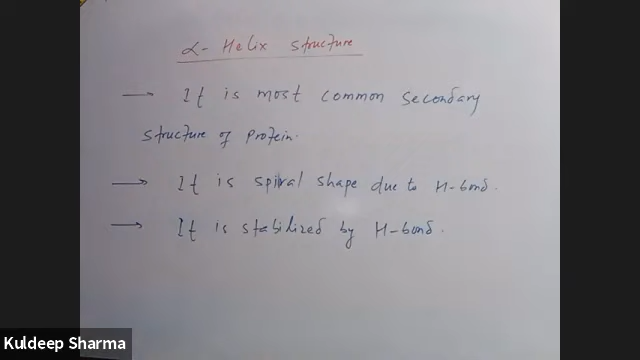 α- Helix structure
→ It is most common secondary
structure of protein.
→ It is spiral shape due to H-bond.
→ It is stabilized by H-bond.
Kuldeep Sharma